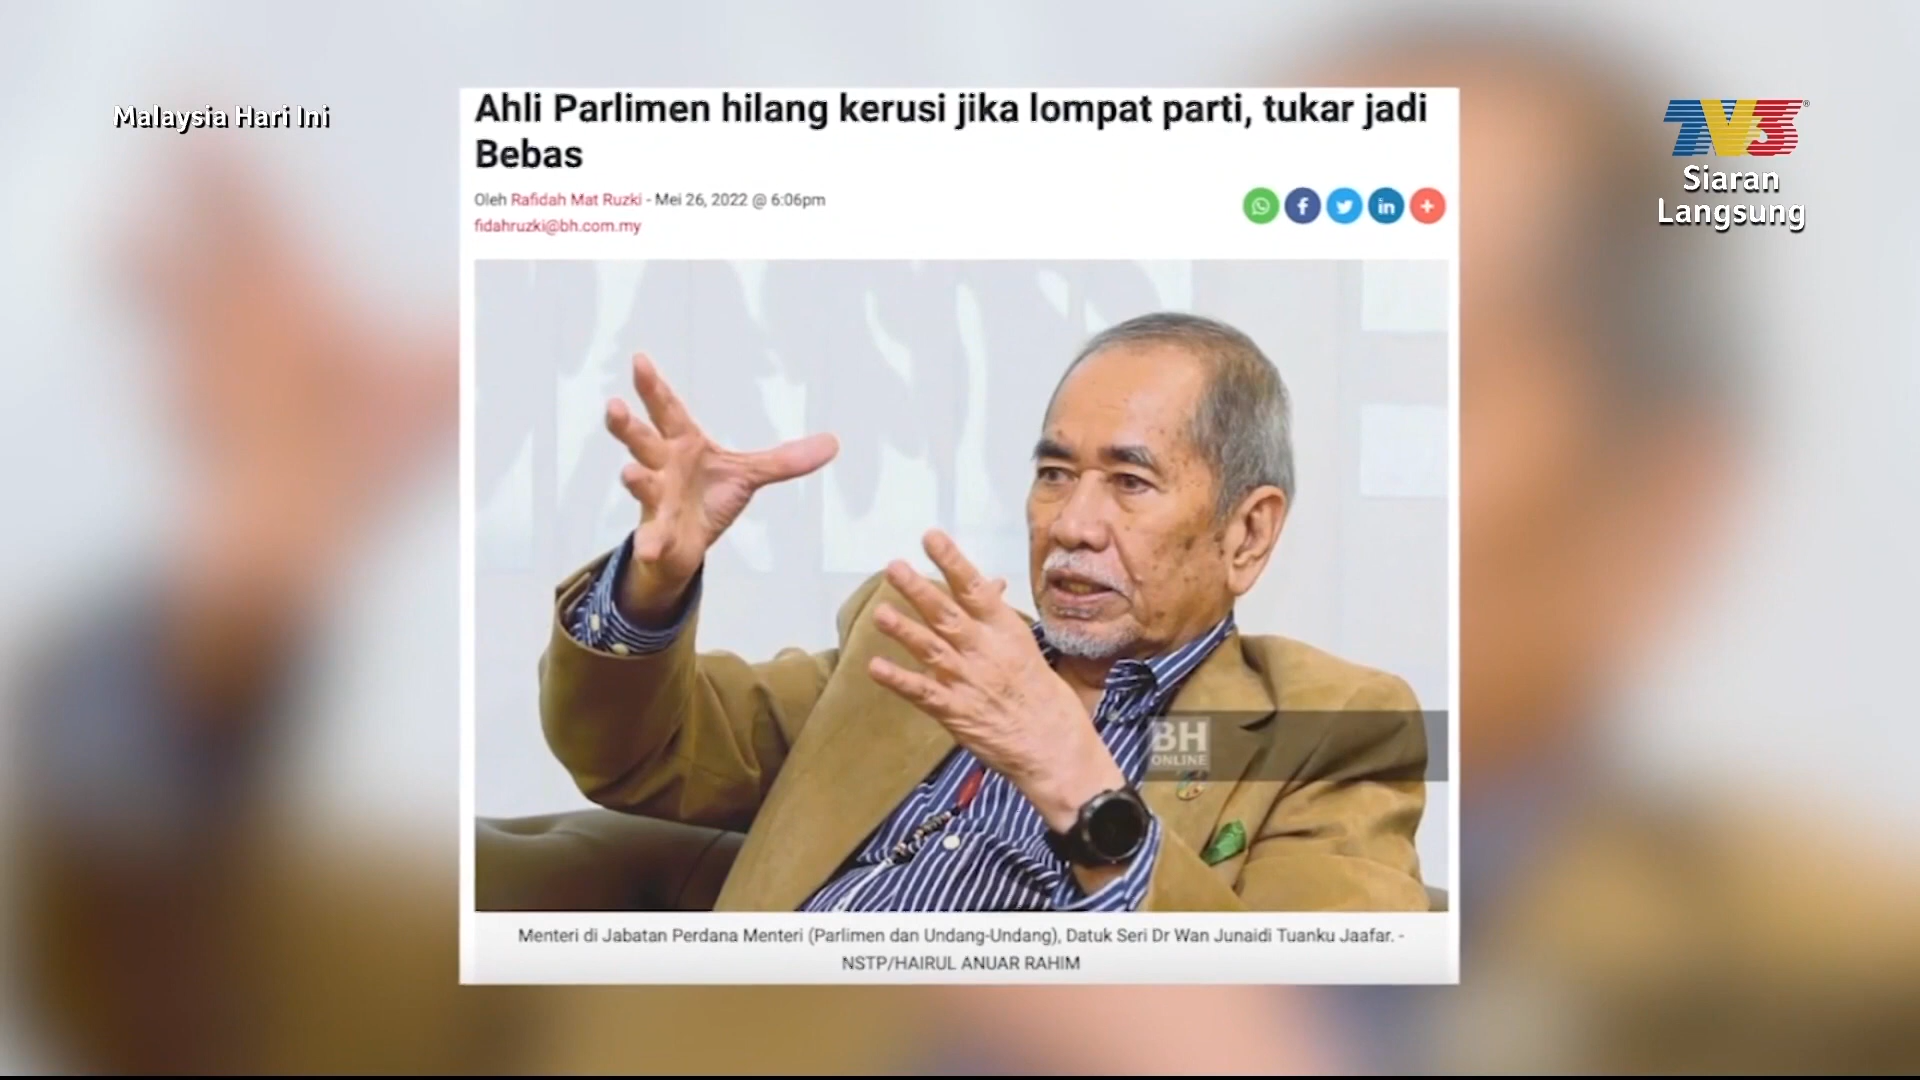 Malaysia Hari Ini
TV3
Siaran
Langsung
Ahli Parlimen hilang kerusi jika lompat parti, tukar jadi
Bebas
Oleh Rafidah Mat Ruzki - Mei 26, 2022 @ 6:06pm
fidahruzki@bh.com.my
BH
ONLINE
Menteri di Jabatan Perdana Menteri (Parlimen dan Undang-Undang), Datuk Seri Dr Wan Junaidi Tuanku Jaafar. -
NSTP/HAIRUL ANUAR RAHIM